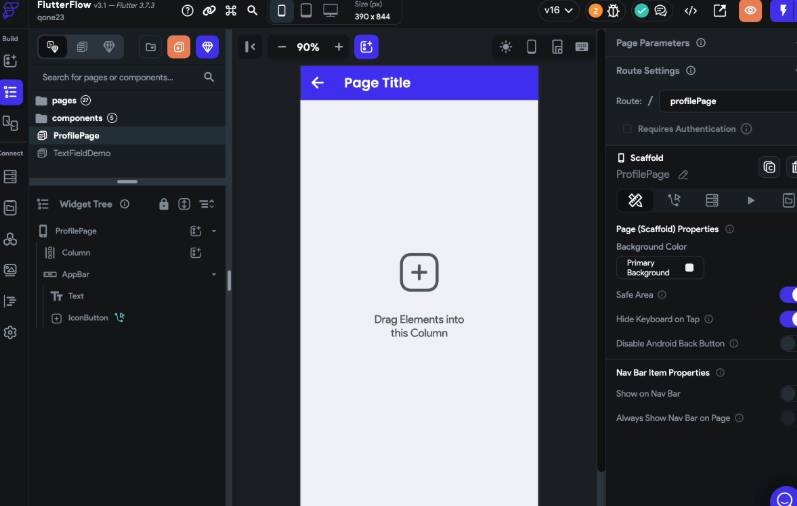 FlutterFlow v3.1 – Flutter 3.7.3
qone23
Size (px)
390 x 844
v16
2
Build
Connect
Search for pages or components...
pages 27
components 5
ProfilePage
TextFieldDemo
Widget Tree
ProfilePage
Column
AppBar
Tт Text
IconButton
90%
Page Title
Drag Elements into
this Column
Page Parameters
Route Settings
Route: / profilePage
Requires Authentication
Scaffold
ProfilePage
Page (Scaffold) Properties
Background Color
Primary
Background
Safe Area
Hide Keyboard on Tap
Disable Android Back Button
Nav Bar Item Properties
Show on Nav Bar
Always Show Nav Bar on Page